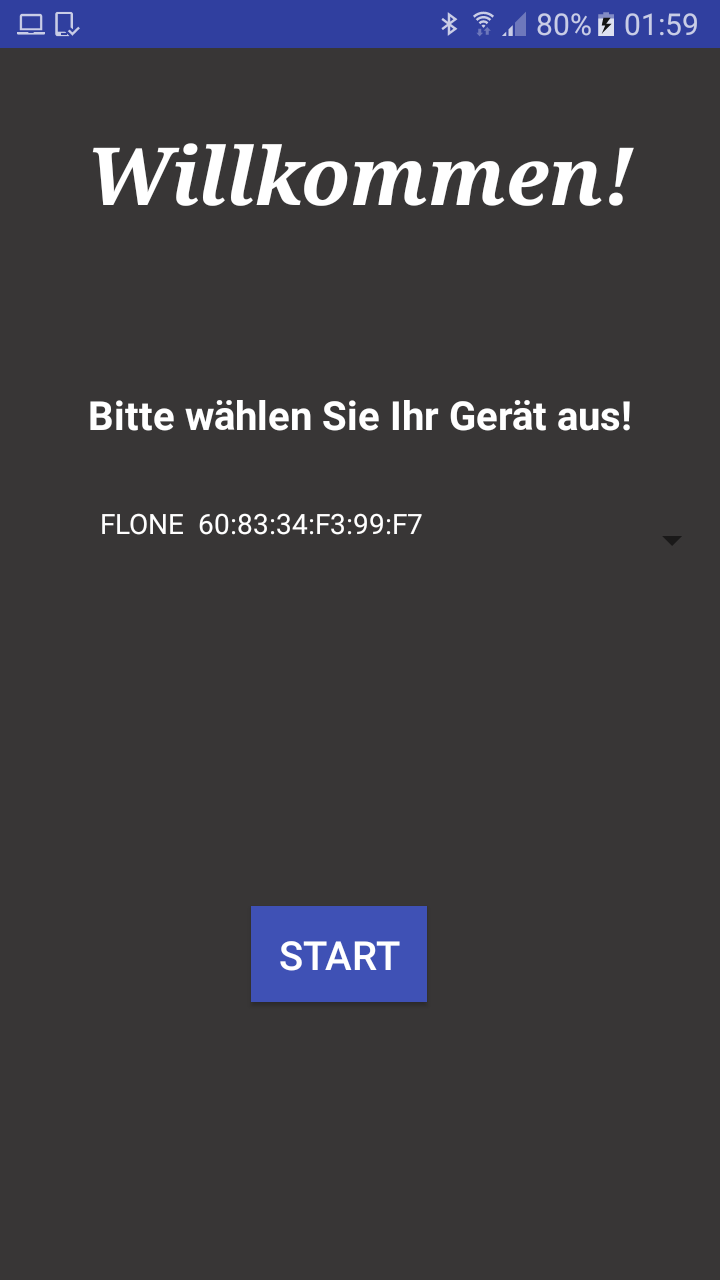 80% 01:59
Willkommen!
Bitte wählen Sie Ihr Gerät aus!
FLONE 60:83:34:F3:99:F7
START